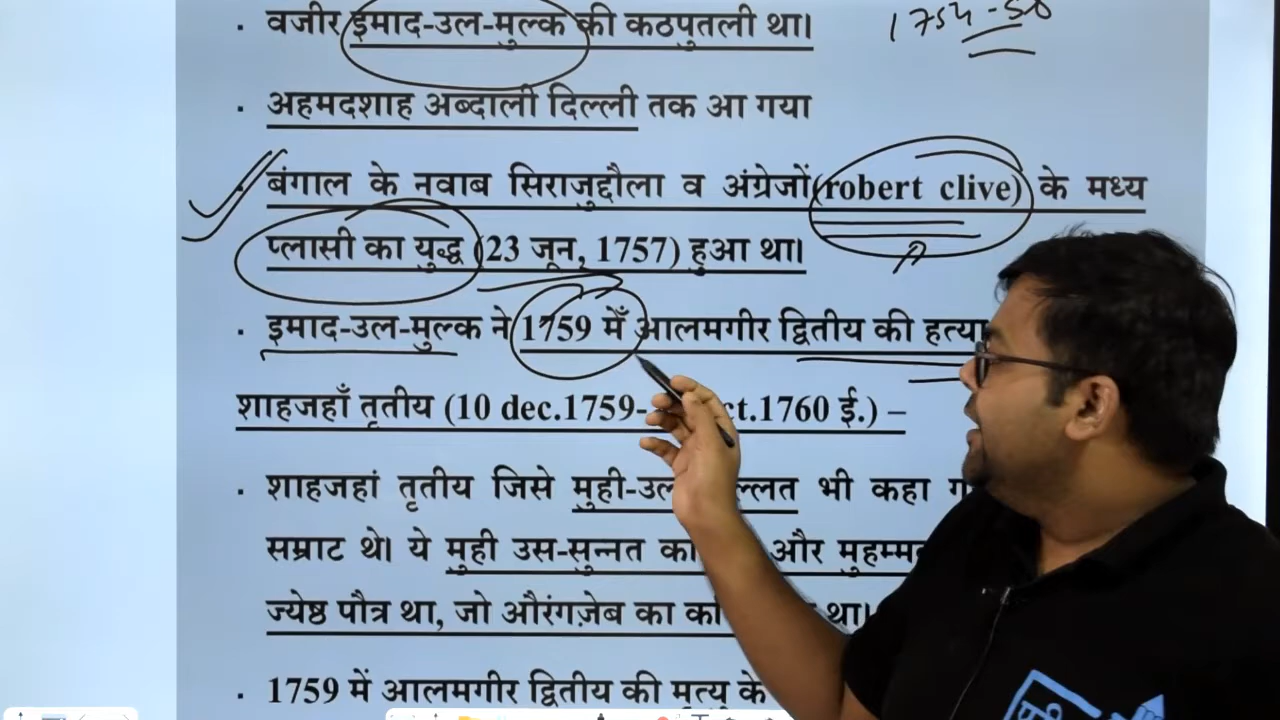 . वजीर इमाद-उल-मुल्क की कठपुतली था।
1754-58
. अहमदशाह अब्दाली दिल्ली तक आ गया
. बंगाल के नवाब सिराजुद्दौला व अंग्रेजों(robert clive) के मध्य
प्लासी का युद्ध (23 जून, 1757) हुआ था।
. इमाद-उल-मुल्क ने 1759 मेँ आलमगीर द्वितीय की हत्या
शाहजहाँ तृतीय (10 dec.1759- ct.1760 ई.) –
. शाहजहां तृतीय जिसे मुही-उल ल्लत भी कहा
सम्राट थे। ये मुही उस-सुन्नत का और मुहम्मद
ज्येष्ठ पौत्र था, जो औरंगज़ेब का था।
. 1759 में आलमगीर द्वितीय की मृत्यु के